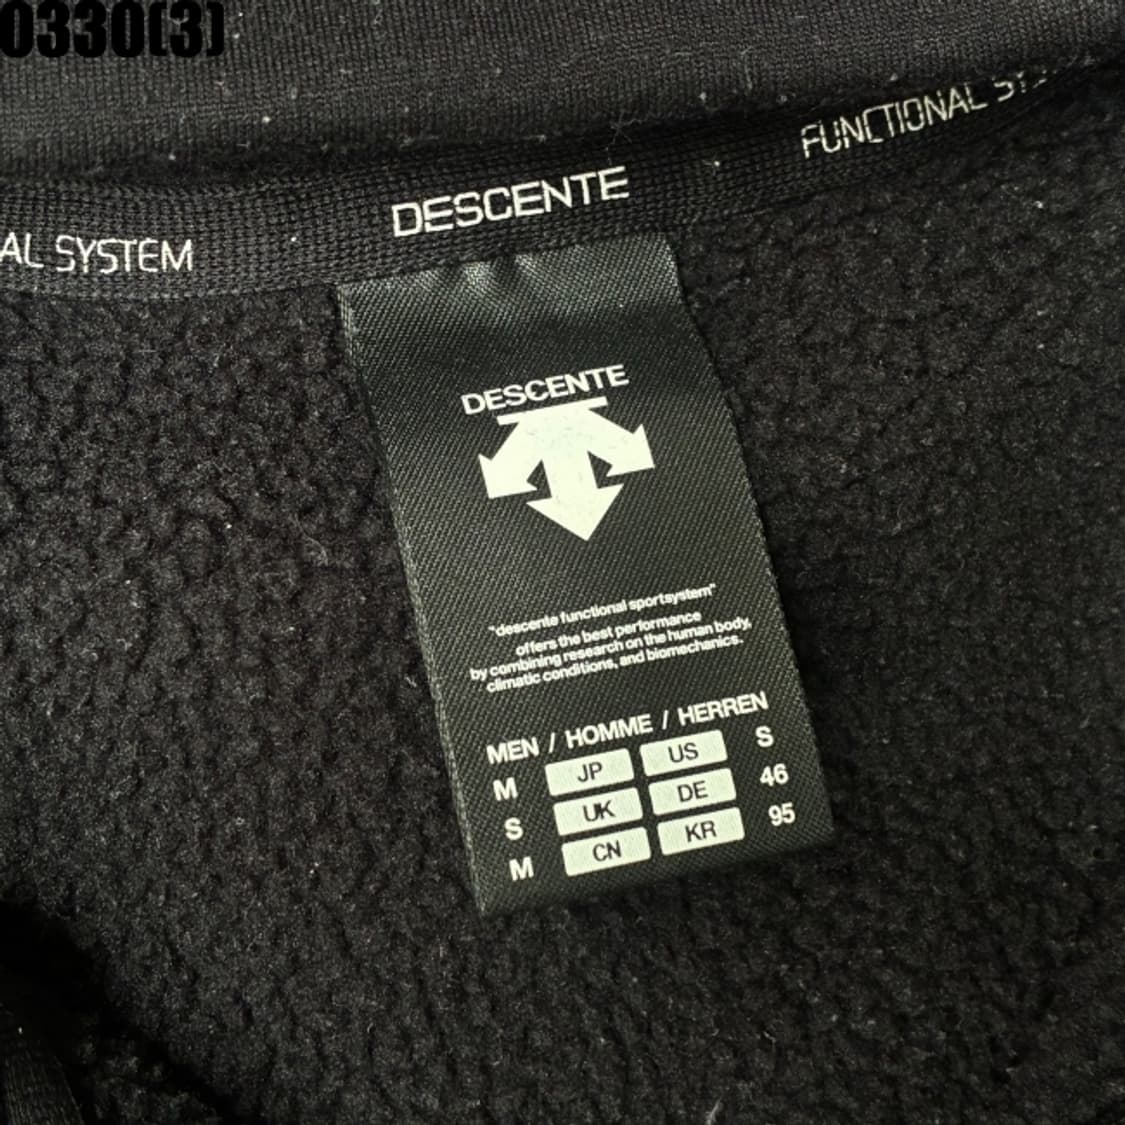 0330(3)
FUNCTIONAL
DESCENTE
AL SYSTEM
DESCENTE
"descente functional sportsystem"
offers the best performance
by combining research on the human body,
climatic conditions, and biomechanics.
MEN / HOMME / HERREN
M JP US S
S UK DE 46
M CN KR 95